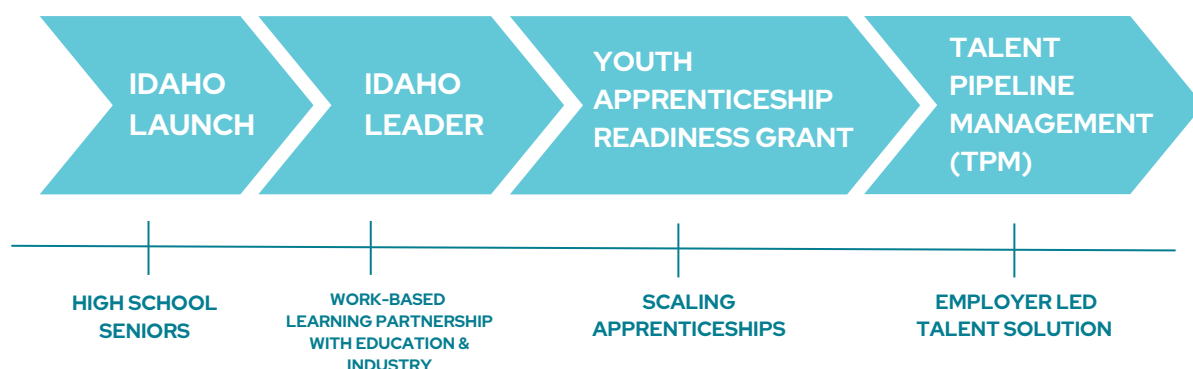 IDAHO
LAUNCH
IDAHO
LEADER
YOUTH
APPRENTICESHIP
READINESS GRANT
TALENT
PIPELINE
MANAGEMENT
(TPM)
HIGH SCHOOL
SENIORS
WORK-BASED
LEARNING PARTNERSHIP
WITH EDUCATION &
INDUSTRY
SCALING
APPRENTICESHIPS
EMPLOYER LED
TALENT SOLUTION